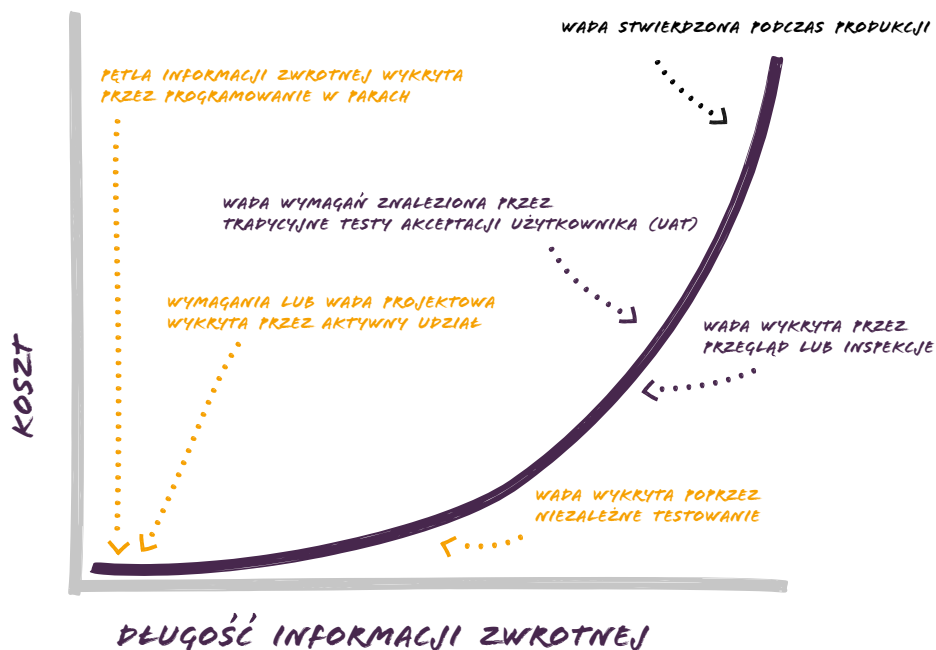 WADA STWIERDZONA PODCZAS PRODUKCJI
PĘTLA INFORMACJI ZWROTNEJ WYKRYTA
PRZEZ PROGRAMOWANIE W PARACH
WADA WYMAGAŃ ZNALEZIONA PRZEZ
TRADYCYJNE TESTY AKCEPTACJI UŻYTKOWNIKA (UAT)
WYMAGANIA LUB WADA PROJEKTOWA
WYKRYTA PRZEZ AKTYWNY UDZIAŁ
WADA WYKRYTA PRZEZ
PRZEGLĄD LUB INSPEKCJE
KOSZT
WADA WYKRYTA POPRZEZ
NIEZALEŻNE TESTOWANIE
DŁUGOŚĆ INFORMACJI ZWROTNEJ